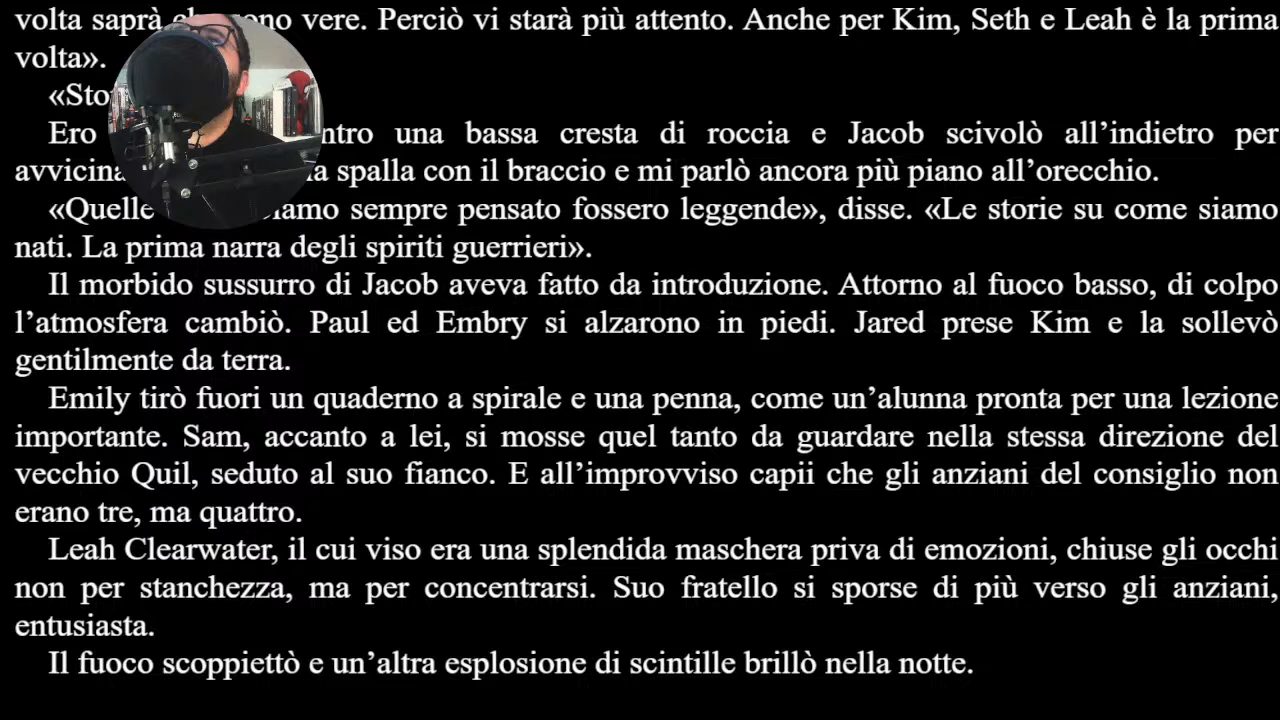 volta saprà sono vere. Perciò vi starà più attento. Anche per Kim, Seth e Leah è la prima
volta».
«Sto
Ero ntro una bassa cresta di roccia e Jacob scivolò all’indietro per
avvicina a spalla con il braccio e mi parlò ancora più piano all’orecchio.
«Quelle iamo sempre pensato fossero leggende», disse. «Le storie su come siamo
nati. La prima narra degli spiriti guerrieri».
Il morbido sussurro di Jacob aveva fatto da introduzione. Attorno al fuoco basso, di colpo
l’atmosfera cambiò. Paul ed Embry si alzarono in piedi. Jared prese Kim e la sollevò
gentilmente da terra.
Emily tirò fuori un quaderno a spirale e una penna, come un’alunna pronta per una lezione
importante. Sam, accanto a lei, si mosse quel tanto da guardare nella stessa direzione del
vecchio Quil, seduto al suo fianco. E all’improvviso capii che gli anziani del consiglio non
erano tre, ma quattro.
Leah Clearwater, il cui viso era una splendida maschera priva di emozioni, chiuse gli occhi
non per stanchezza, ma per concentrarsi. Suo fratello si sporse di più verso gli anziani,
entusiasta.
Il fuoco scoppiettò e un’altra esplosione di scintille brillò nella notte.